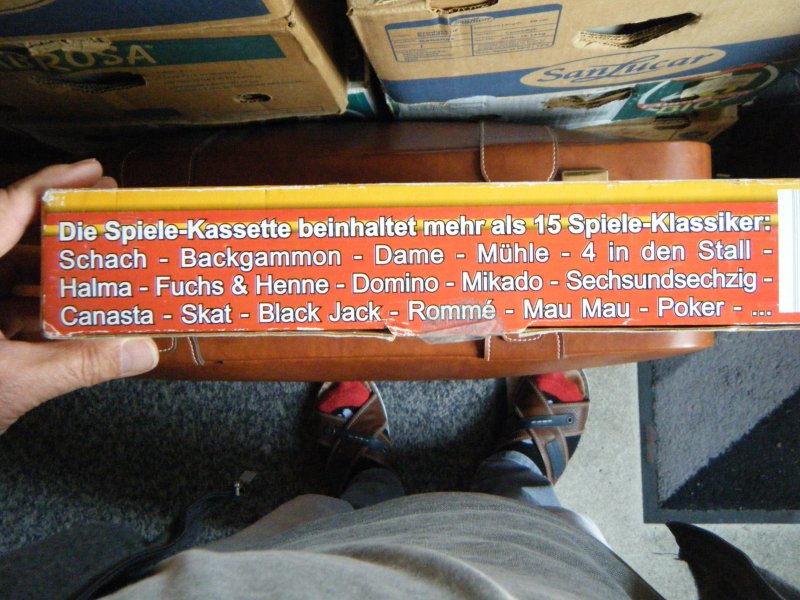 SanLucar
Die Spiele-Kassette beinhaltet mehr als 15 Spiele-Klassiker:
Schach - Backgammon - Dame - Mühle - 4 in den Stall -
Halma - Fuchs & Henne - Domino - Mikado - Sechsundsechzig -
Canasta - Skat - Black Jack - Rommé - Mau Mau - Poker - ...